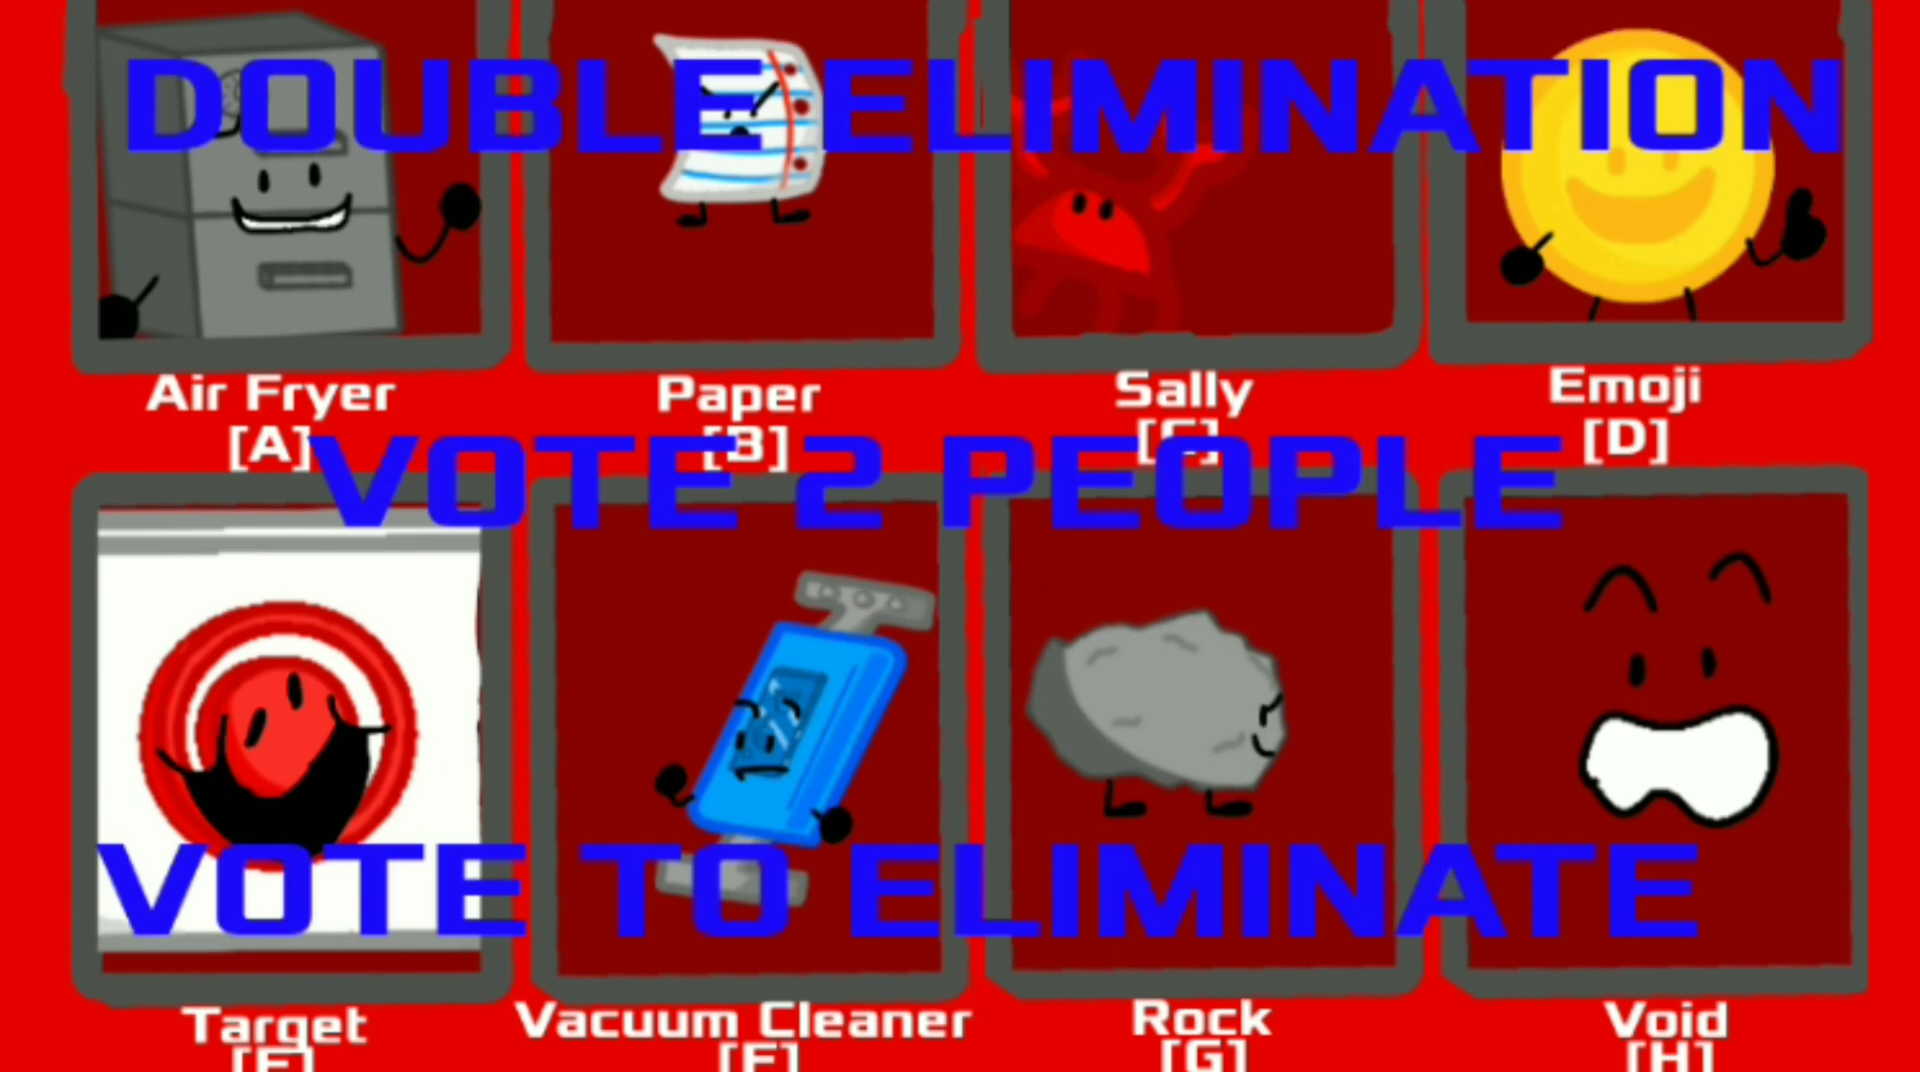 DOUBLE ELIMINATION
Air Fryer Paper Sally Emoji
[A] [B] [C] [D]
VOTE 2 PEOPLE
VOTE TO ELIMINATE
Target Vacuum Cleaner Rock Void
[E] [F] [G] [H]